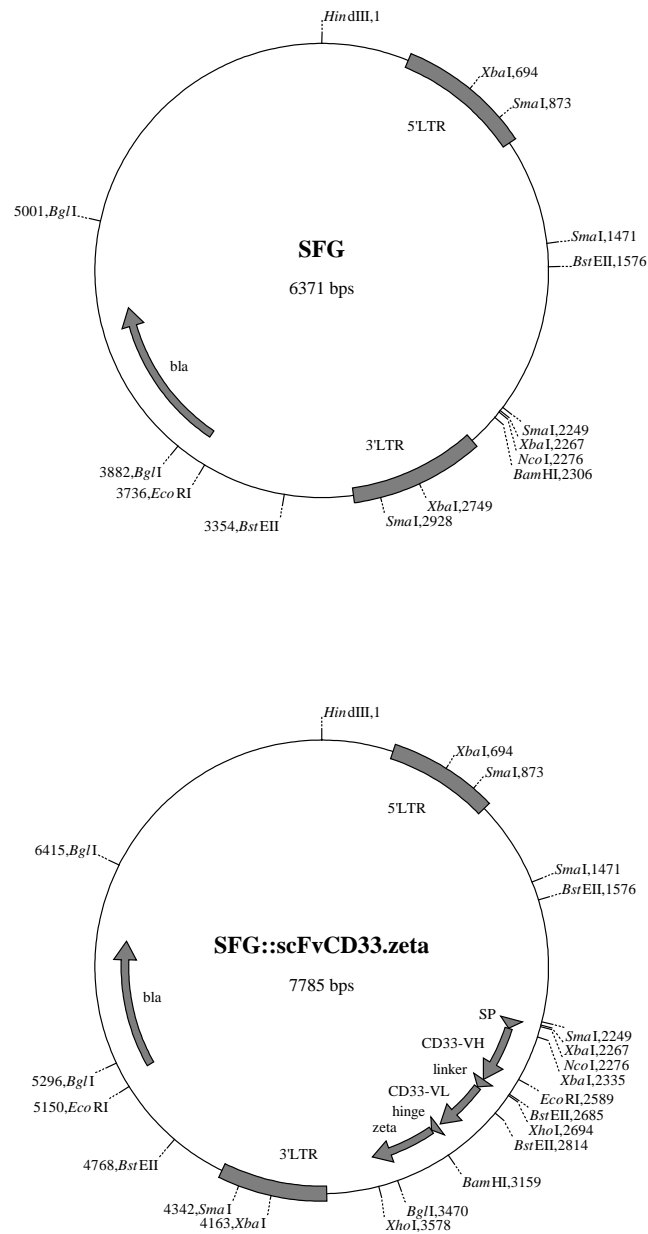 HindIII,1
XbaI,694
SmaI,873
5'LTR
5001,BglI
SmaI,1471
BstEII,1576
SFG
6371 bps
bla
SmaI,2249
XbaI,2267
NcoI,2276
BamHI,2306
3'LTR
3882,BglI
3736,EcoRI
XbaI,2749
SmaI,2928
3354,BstEII
HindIII,1
XbaI,694
SmaI,873
5'LTR
6415,BglI
SmaI,1471
BstEII,1576
SFG::scFvCD33.zeta
7785 bps
bla
SP
SmaI,2249
CD33-VH
XbaI,2267
NcoI,2276
linker
XbaI,2335
5296,BglI
CD33-VL
EcoRI,2589
5150,EcoRI
hinge
BstEII,2685
zeta
XhoI,2694
BstEII,2814
4768,BstEII
3'LTR
BamHI,3159
BglI,3470
4342,SmaI
XhoI,3578
4163,XbaI